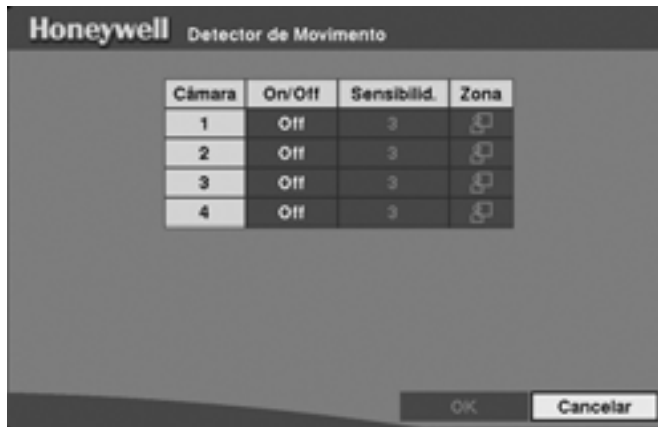 Honeywell Detector de Movimento
Câmara On/Off Sensibilid. Zona
1 Off 3
2 Off 3
3 Off 3
4 Off 3
OK Cancelar